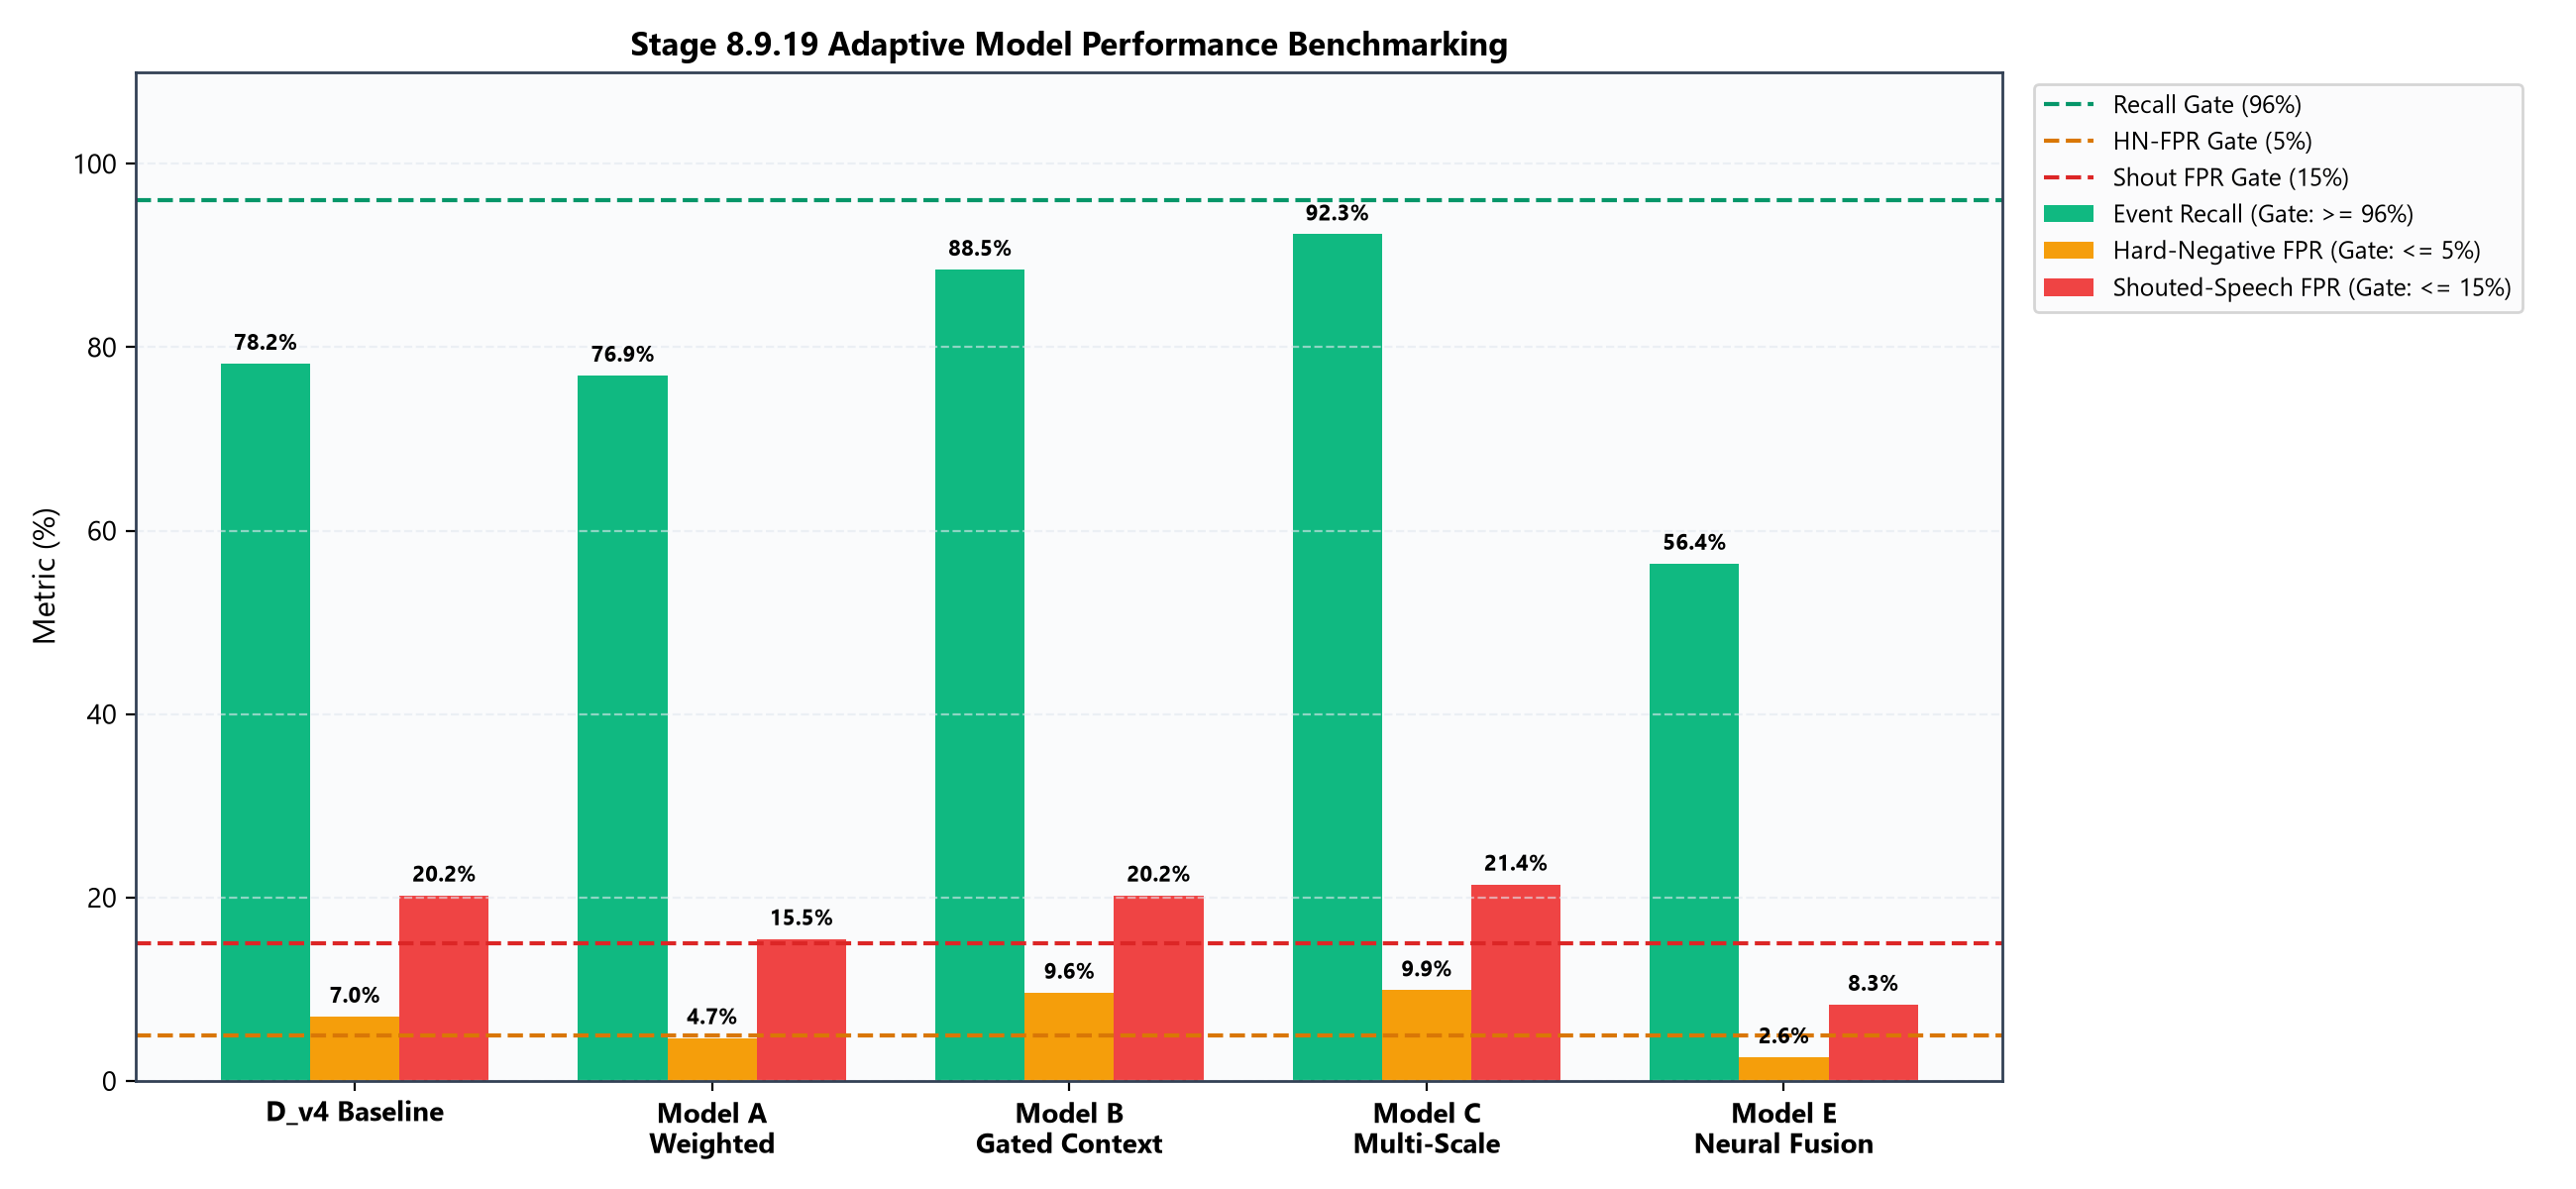 Stage 8.9.19 Adaptive Model Performance Benchmarking
Metric (%)
100
80
60
40
20
0
78.2%
7.0%
20.2%
76.9%
4.7%
15.5%
88.5%
9.6%
20.2%
92.3%
9.9%
21.4%
56.4%
2.6%
8.3%
D_v4 Baseline
Model A
Weighted
Model B
Gated Context
Model C
Multi-Scale
Model E
Neural Fusion
Recall Gate (96%)
HN-FPR Gate (5%)
Shout FPR Gate (15%)
Event Recall (Gate: >= 96%)
Hard-Negative FPR (Gate: <= 5%)
Shouted-Speech FPR (Gate: <= 15%)